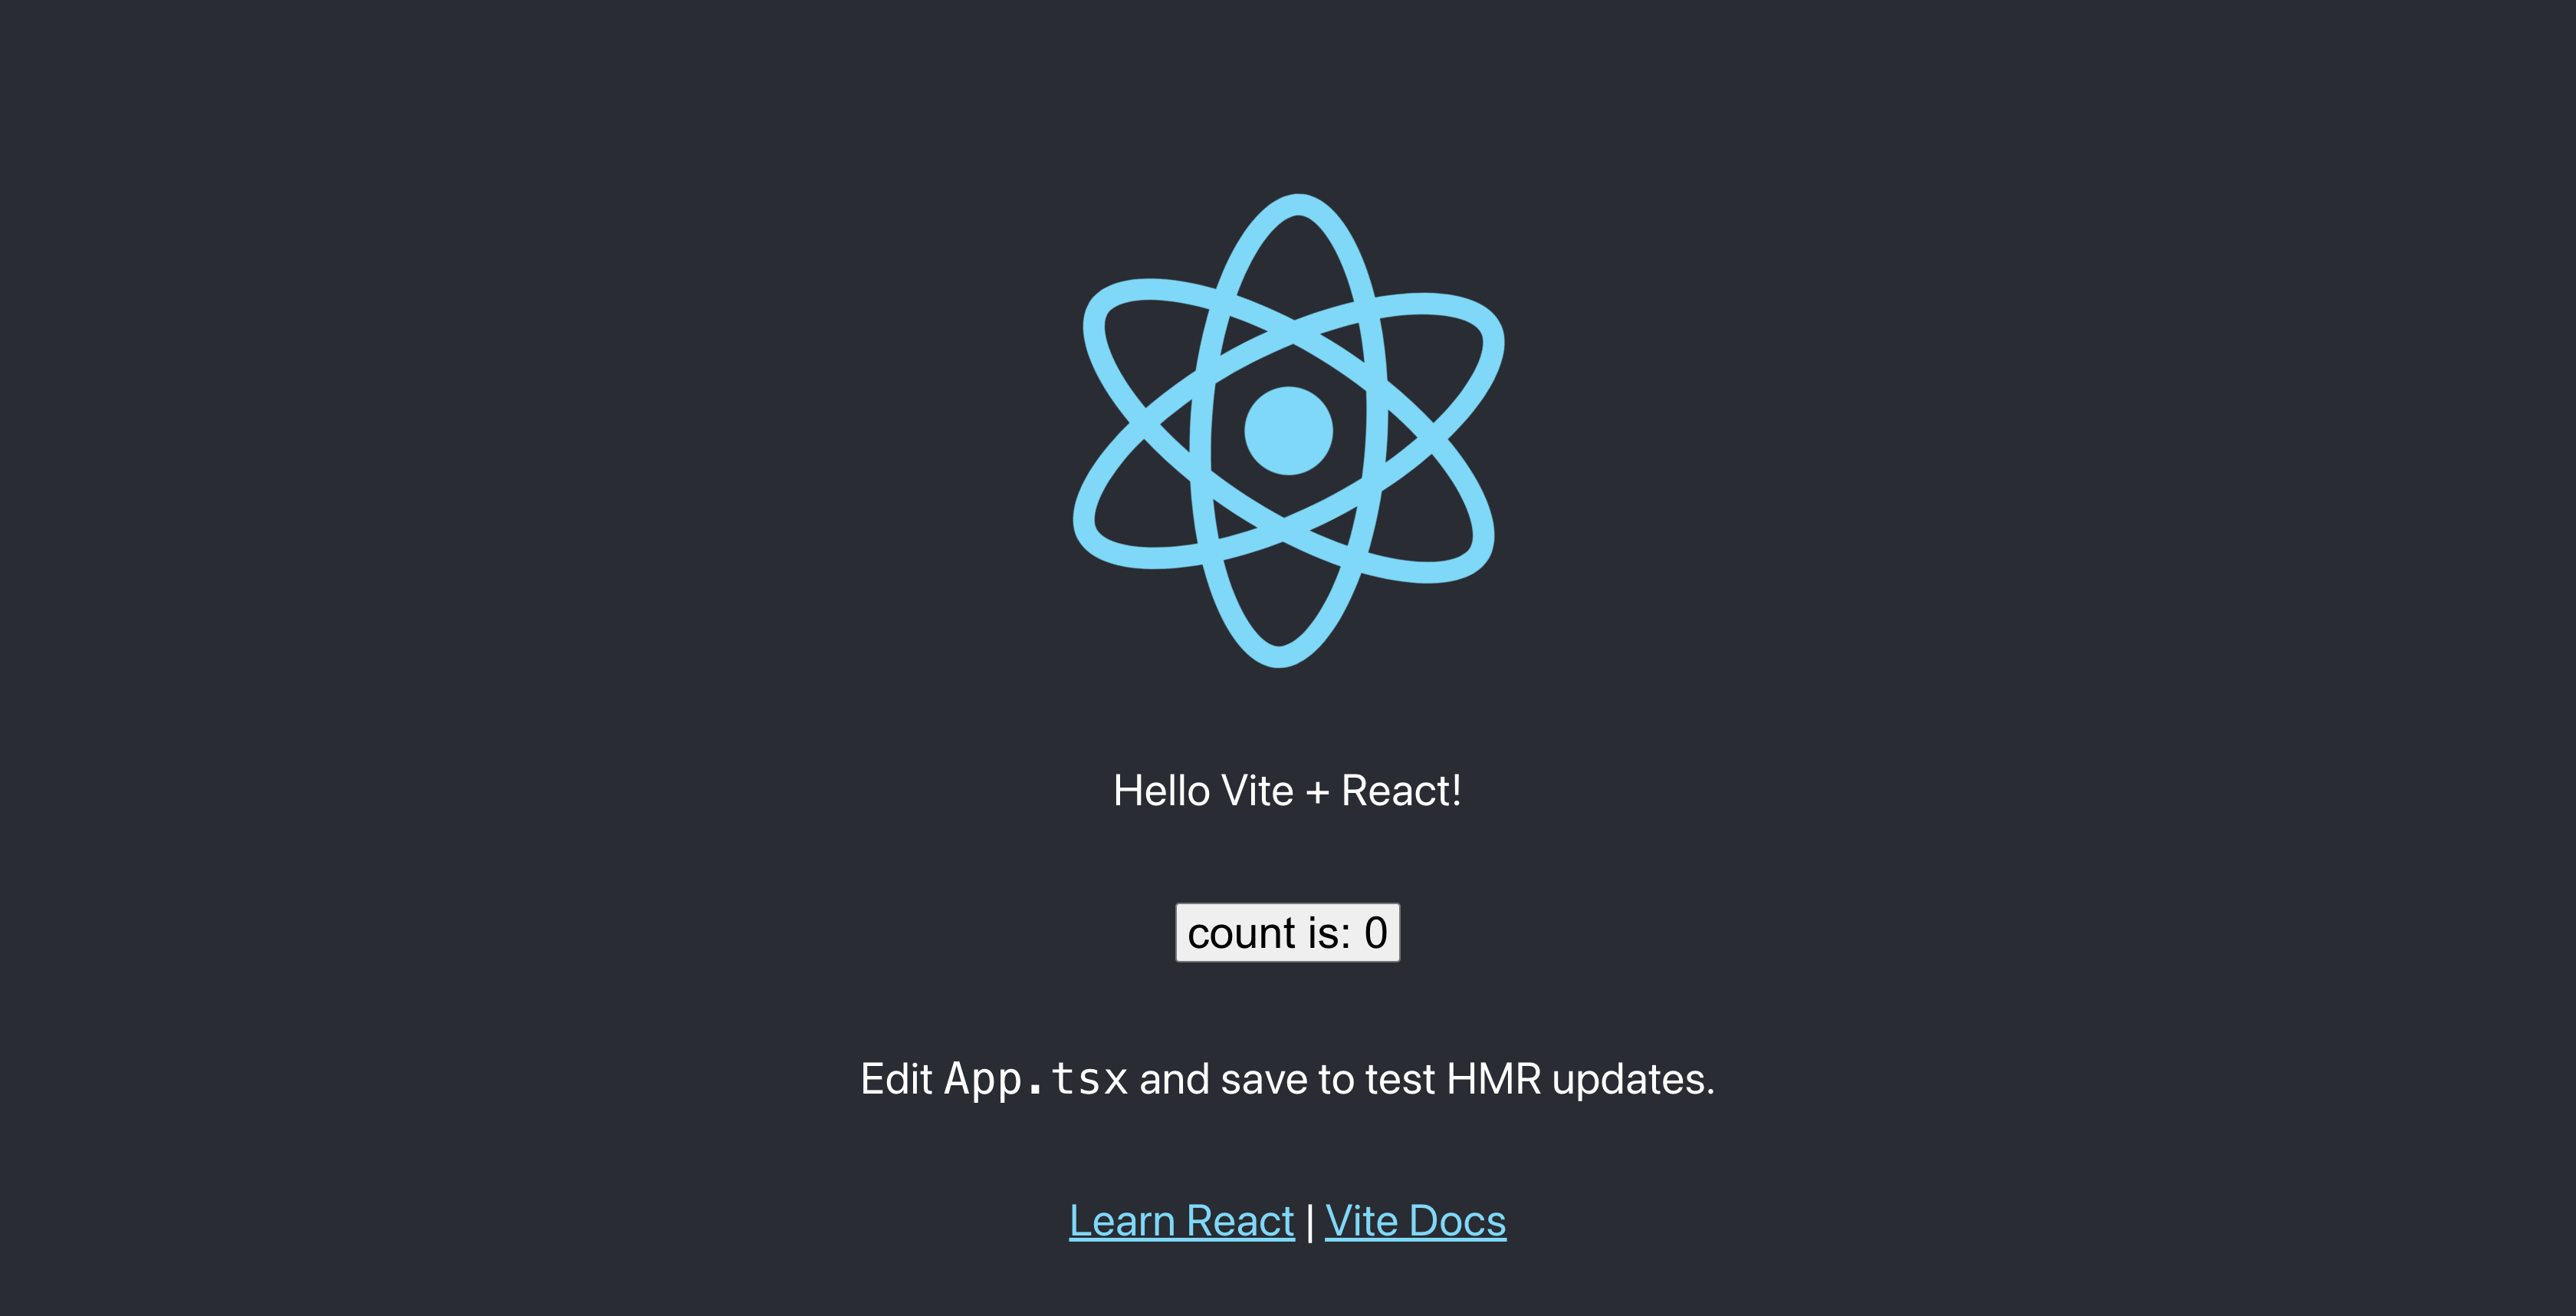 Hello Vite + React!
count is: 0
Edit App.tsx and save to test HMR updates.
Learn React | Vite Docs